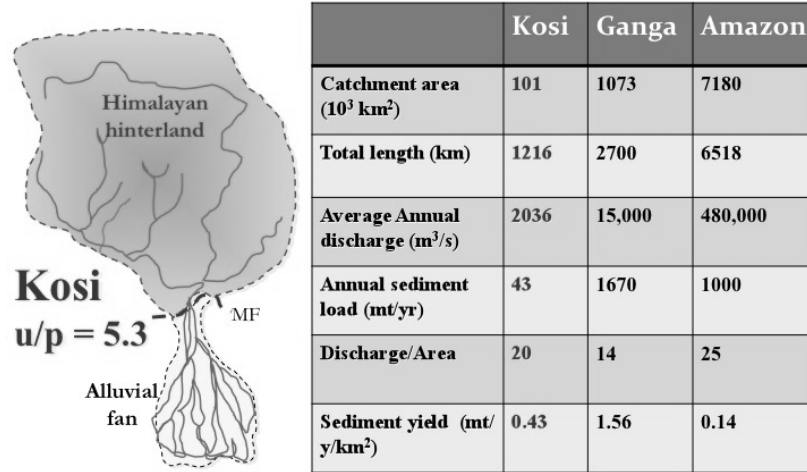 Himalayan
hinterland
Kosi
u/p = 5.3
MF
Alluvial
fan
Kosi Ganga Amazon
Catchment area 101 1073 7180
(10³ km²)
Total length (km) 1216 2700 6518
Average Annual 2036 15,000 480,000
discharge (m³/s)
Annual sediment 43 1670 1000
load (mt/yr)
Discharge/Area 20 14 25
Sediment yield (mt/ 0.43 1.56 0.14
y/km²)